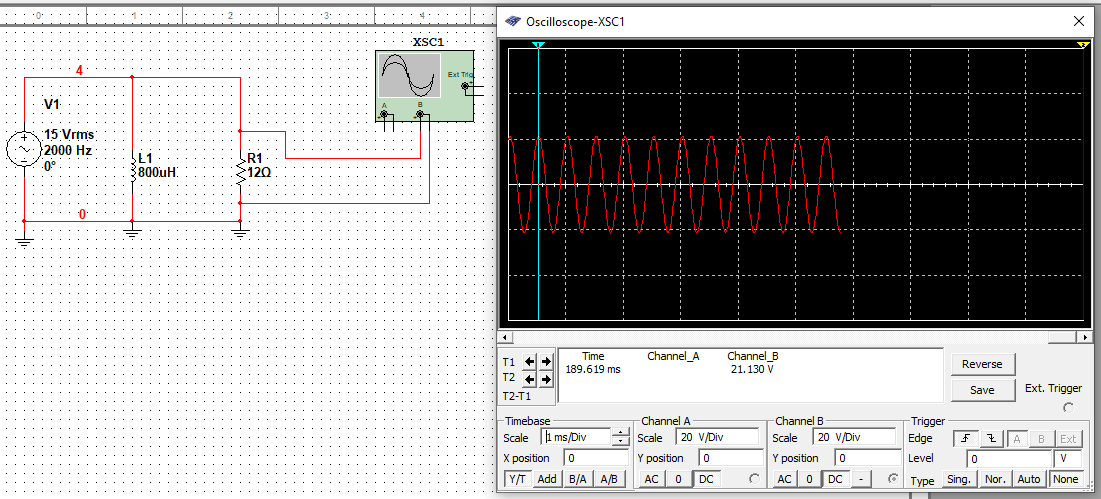 0 1 2 3 4
XSC1
Ext Trig
A B
4
V1
15 Vrms
2000 Hz
0°
L1
800uH
R1
12Ω
0
Oscilloscope-XSC1
1
Time Channel_A Channel_B
189.619 ms 21.130 V
T1
T2
T2-T1
Reverse
Save
Ext. Trigger
Timebase
Scale 1 ms/Div
X position 0
Y/T Add B/A A/B
Channel A
Scale 20 V/Div
Y position 0
AC 0 DC
Channel B
Scale 20 V/Div
Y position 0
AC 0 DC -
Trigger
Edge A B Ext
Level 0 V
Type Sing. Nor. Auto None